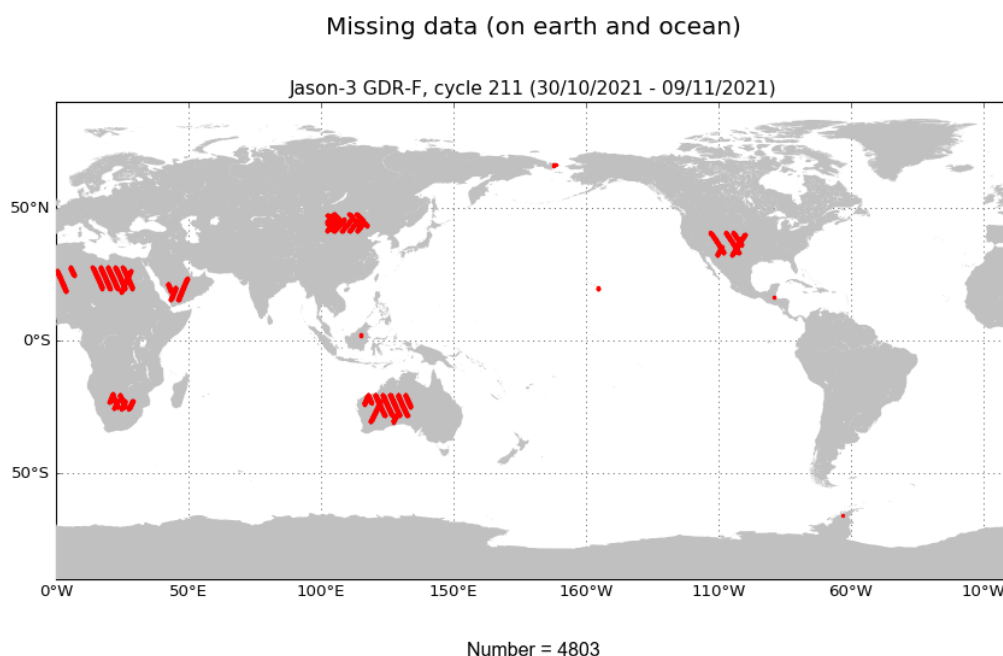 Missing data (on earth and ocean)
Jason-3 GDR-F, cycle 211 (30/10/2021 - 09/11/2021)
50°N
0°S
50°S
0°W 50°E 100°E 150°E 160°W 110°W 60°W 10°W
Number = 4803